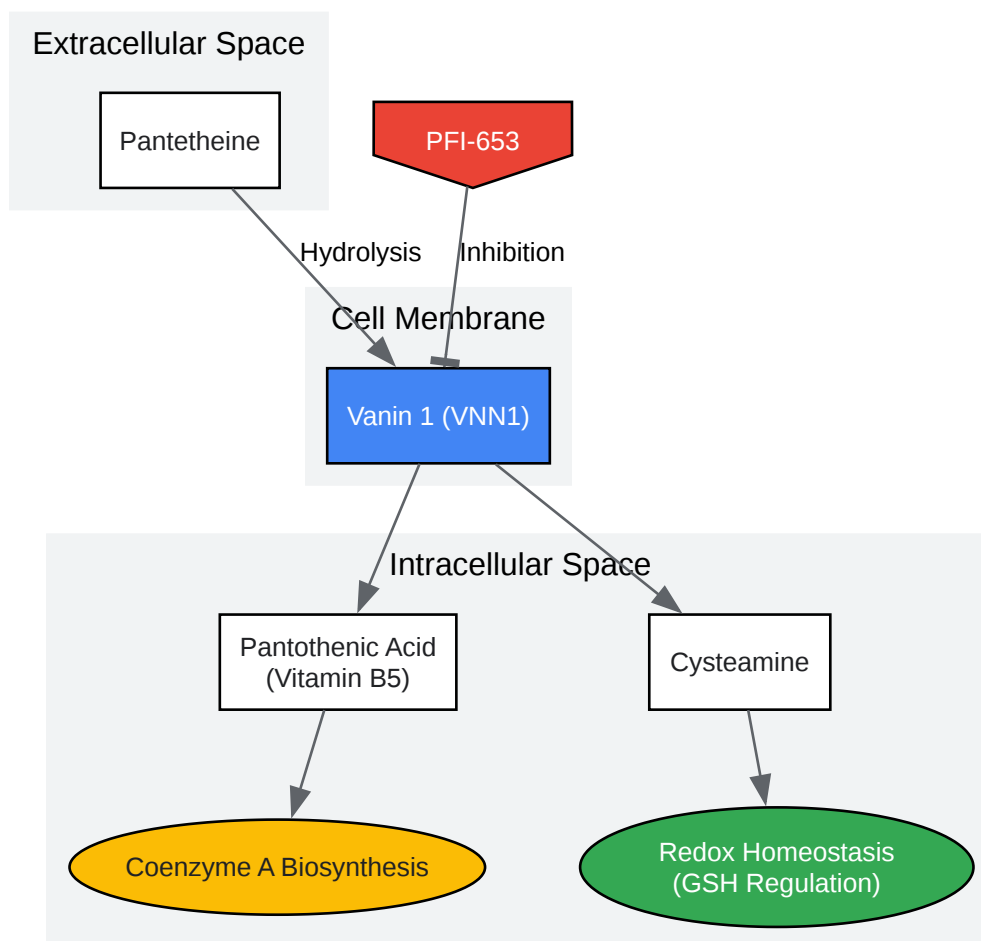 Extracellular Space
Pantetheine
PFI-653
Hydrolysis
Inhibition
Cell Membrane
Vanin 1 (VNN1)
Intracellular Space
Pantothenic Acid
(Vitamin B5)
Cysteamine
Coenzyme A Biosynthesis
Redox Homeostasis
(GSH Regulation)